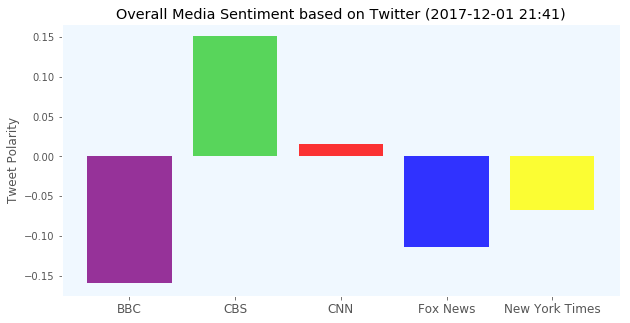 Overall Media Sentiment based on Twitter (2017-12-01 21:41)
Tweet Polarity
0.15
0.10
0.05
0.00
−0.05
−0.10
−0.15
BBC CBS CNN Fox News New York Times